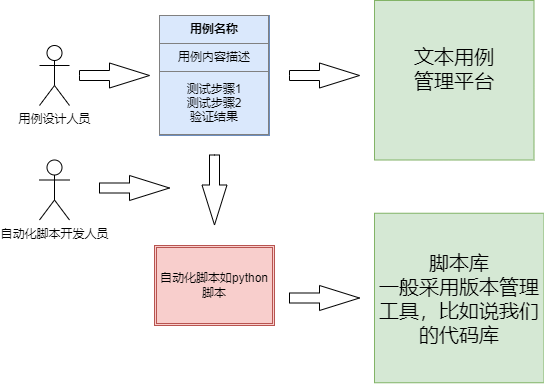 用例名称
用例内容描述
测试步骤1
测试步骤2
验证结果
用例设计人员
文本用例
管理平台
自动化脚本开发人员
自动化脚本如python
脚本
脚本库
一般采用版本管理
工具，比如说我们
的代码库